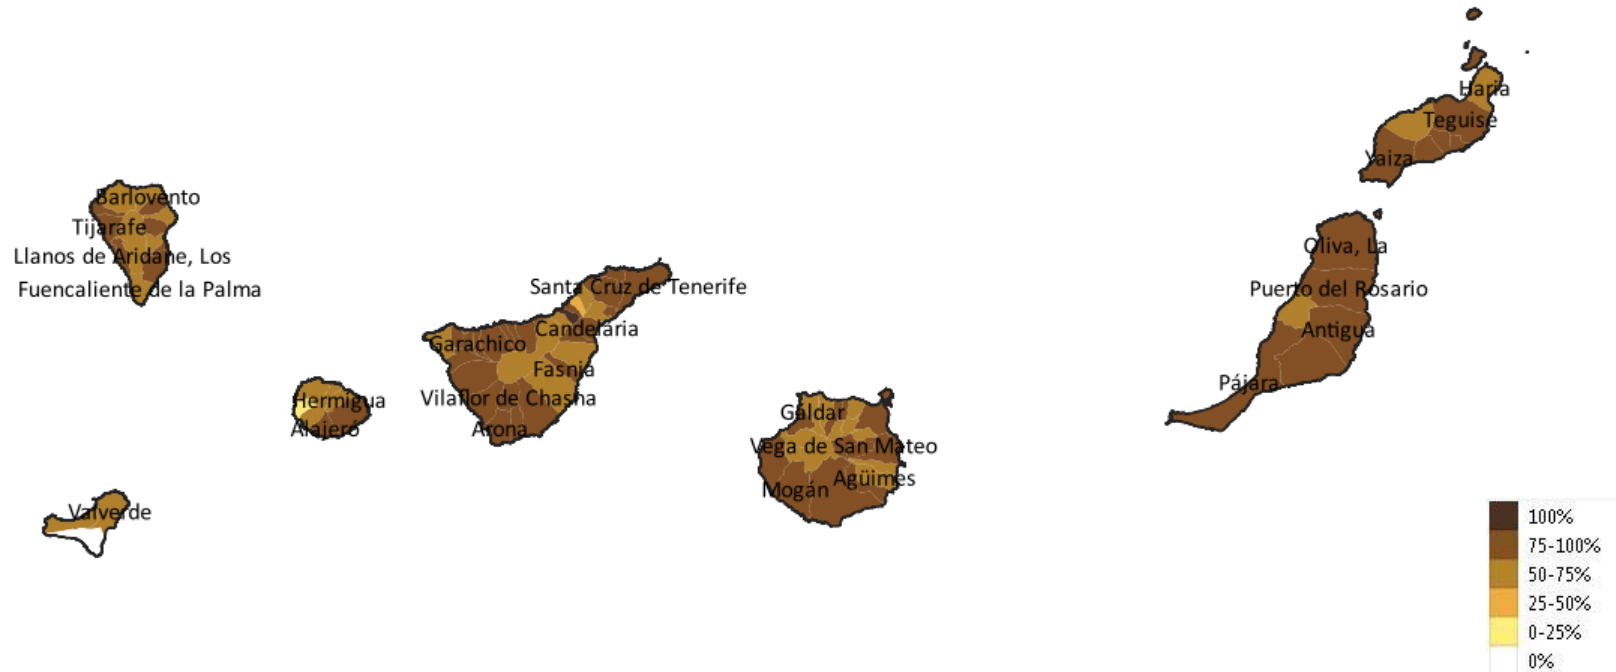 Haria
Teguise
Yaiza
Barlovento
Tijarafe
Llanos de Aridane, Los
Fuencaliente de la Palma
Oliva, La
Puerto del Rosario
Antigua
Pájara
Santa Cruz de Tenerife
Candelaria
Garachico
Fasnia
Vilaflor de Chasna
Arona
Hermigua
Alajeró
Gáldar
Vega de San Mateo
Agüimes
Mogán
Valverde
100%
75-100%
50-75%
25-50%
0-25%
0%